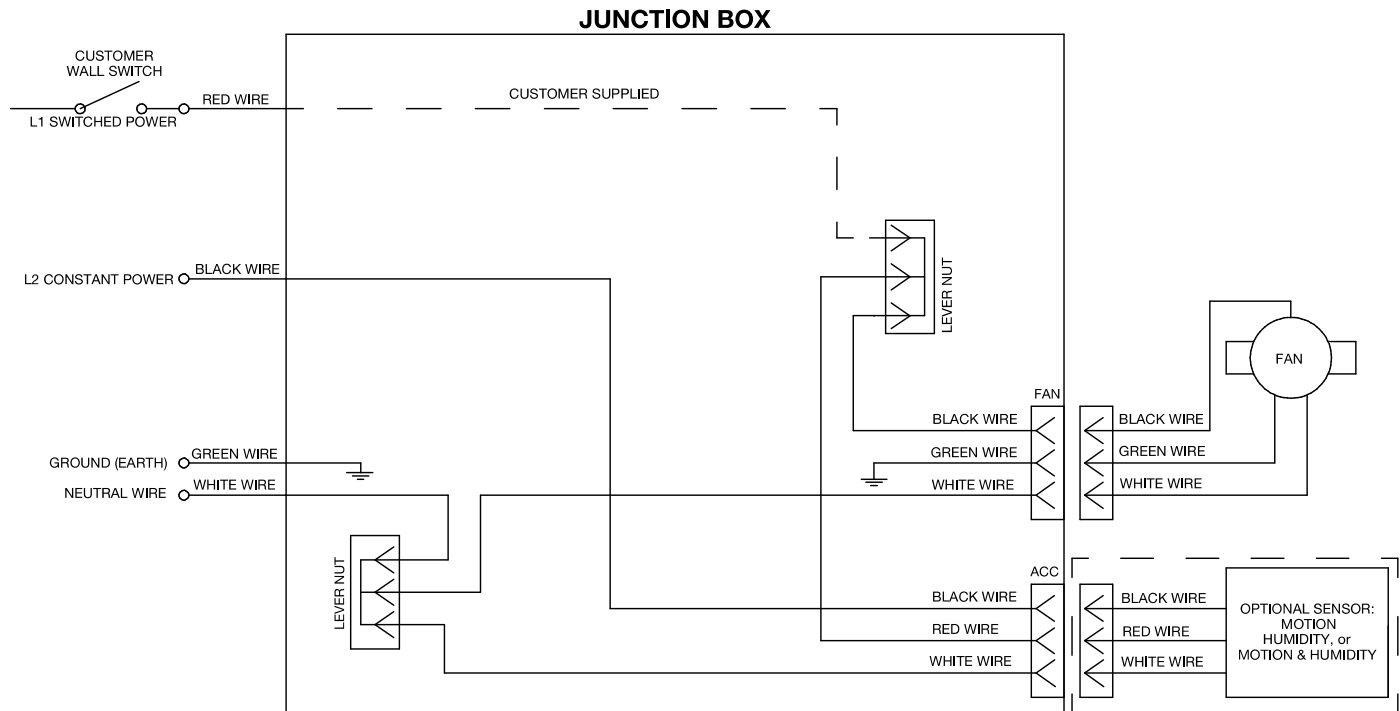 JUNCTION BOX
CUSTOMER
WALL SWITCH
RED WIRE
CUSTOMER SUPPLIED
L1 SWITCHED POWER
L2 CONSTANT POWER
BLACK WIRE
LEVER NUT
FAN
FAN
BLACK WIRE
BLACK WIRE
GROUND (EARTH)
GREEN WIRE
GREEN WIRE
GREEN WIRE
NEUTRAL WIRE
WHITE WIRE
WHITE WIRE
WHITE WIRE
LEVER NUT
ACC
BLACK WIRE
BLACK WIRE
RED WIRE
RED WIRE
WHITE WIRE
WHITE WIRE
OPTIONAL SENSOR:
MOTION
HUMIDITY, or
MOTION & HUMIDITY